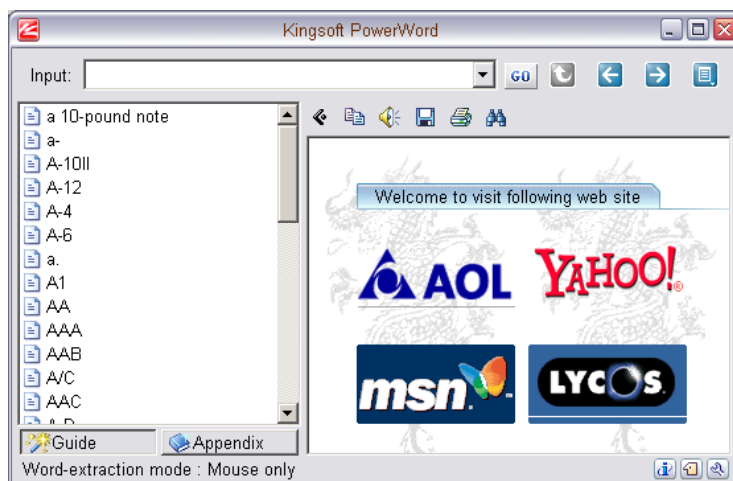 Kingsoft PowerWord
Input:
GO
a 10-pound note
a-
A-10II
A-12
A-4
A-6
a.
A1
AA
AAA
AAB
A/C
AAC
Guide
Appendix
Welcome to visit following web site
AOL
YAHOO!®
msn
LYCOS
Word-extraction mode : Mouse only